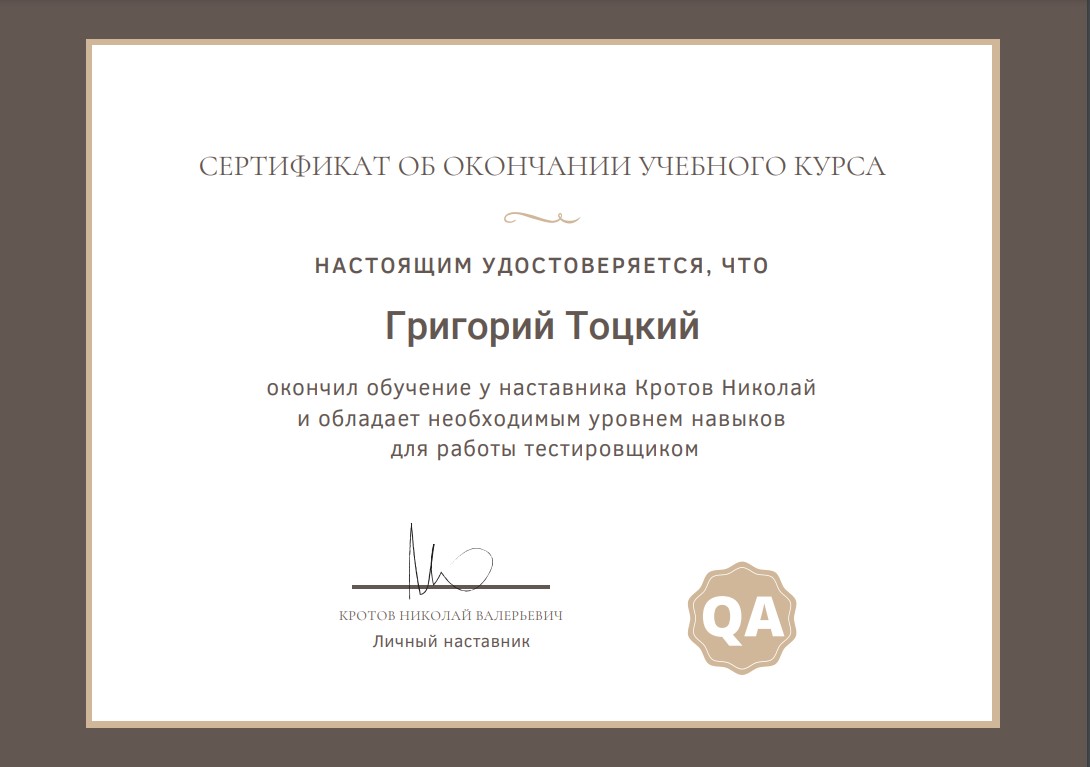 СЕРТИФИКАТ ОБ ОКОНЧАНИИ УЧЕБНОГО КУРСА
НАСТОЯЩИМ УДОСТОВЕРЯЕТСЯ, ЧТО
Григорий Тоцкий
окончил обучение у наставника Кротов Николай
и обладает необходимым уровнем навыков
для работы тестировщиком
КРОТОВ НИКОЛАЙ ВАЛЕРЬЕВИЧ
Личный наставник
QA